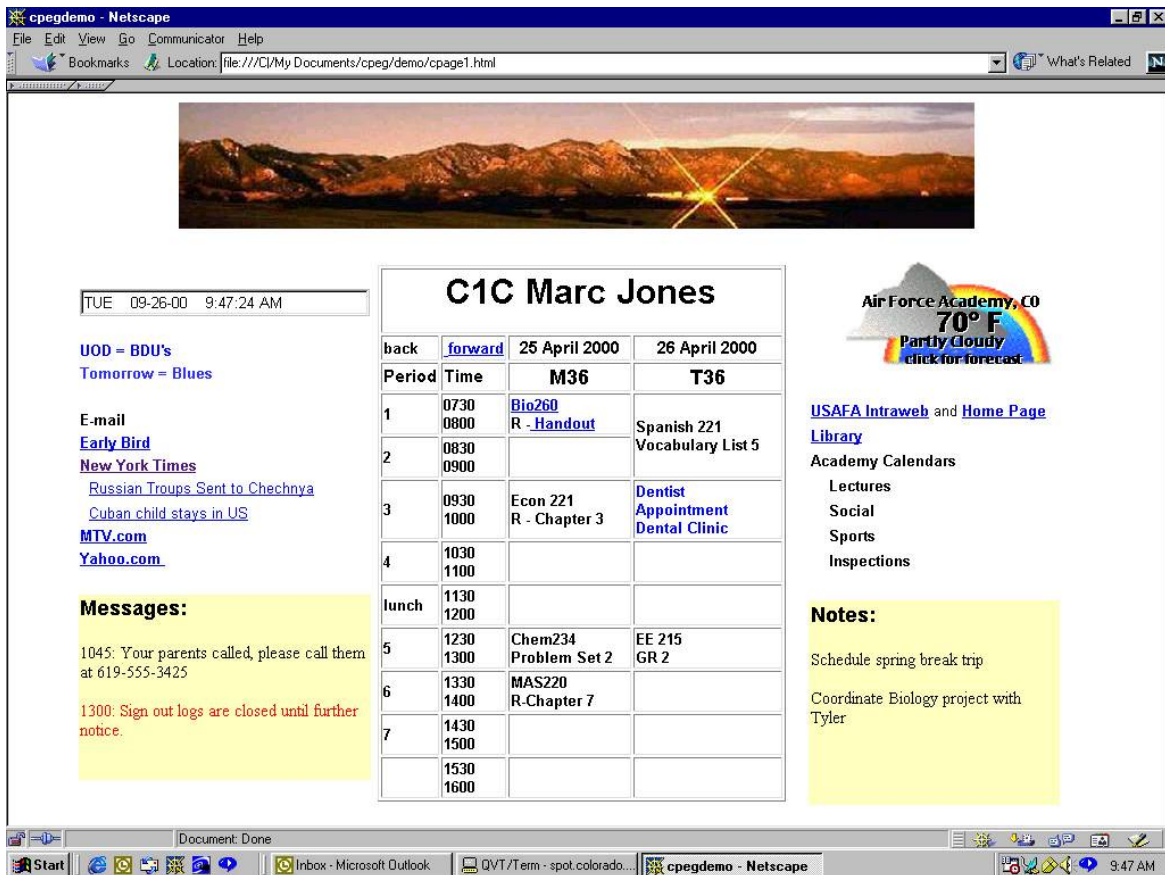 cpegdemo - Netscape
File Edit View Go Communicator Help
Bookmarks Location: file:///C|/My Documents/cpeg/demo/cpage1.html What's Related N
TUE 09-26-00 9:47:24 AM
UOD = BDU's
Tomorrow = Blues
E-mail
Early Bird
New York Times
Russian Troups Sent to Chechnya
Cuban child stays in US
MTV.com
Yahoo.com
Messages:
1045: Your parents called, please call them
at 619-555-3425
1300: Sign out logs are closed until further
notice.
C1C Marc Jones
back forward 25 April 2000 26 April 2000
Period Time M36 T36
1 0730 0800 Bio260
R - Handout
Spanish 221
Vocabulary List 5
2 0830 0900
3 0930 1000 Econ 221
R - Chapter 3
Dentist
Appointment
Dental Clinic
4 1030 1100
lunch 1130 1200
5 1230 1300 Chem234
Problem Set 2
EE 215
GR 2
6 1330 1400 MAS220
R-Chapter 7
7 1430 1500
1530 1600
Air Force Academy, CO
70° F
Partly Cloudy
click for forecast
USAFA Intraweb and Home Page
Library
Academy Calendars
Lectures
Social
Sports
Inspections
Notes:
Schedule spring break trip
Coordinate Biology project with
Tyler
Document: Done
Start Inbox - Microsoft Outlook QVT/Term - spot.colorado.... cpegdemo - Netscape 9:47 AM